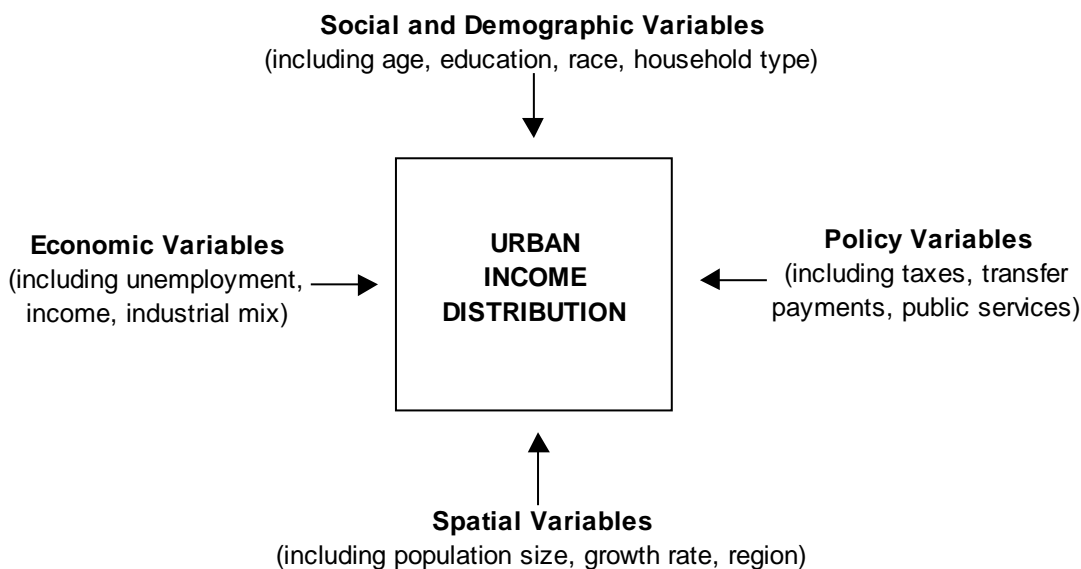 Social and Demographic Variables
(including age, education, race, household type)
Economic Variables
(including unemployment,
income, industrial mix)
URBAN
INCOME
DISTRIBUTION
Policy Variables
(including taxes, transfer
payments, public services)
Spatial Variables
(including population size, growth rate, region)